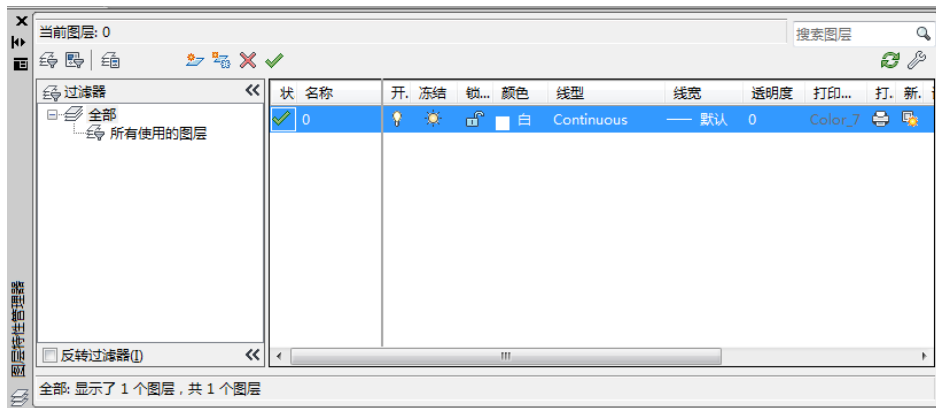 当前图层: 0
搜索图层
过滤器
全部
所有使用的图层
反转过滤器(I)
状 名称 开. 冻结 锁... 颜色 线型 线宽 透明度 打印... 打. 新.
0 白 Continuous 默认 0 Color_7
全部: 显示了 1 个图层 , 共 1 个图层
图层特性管理器